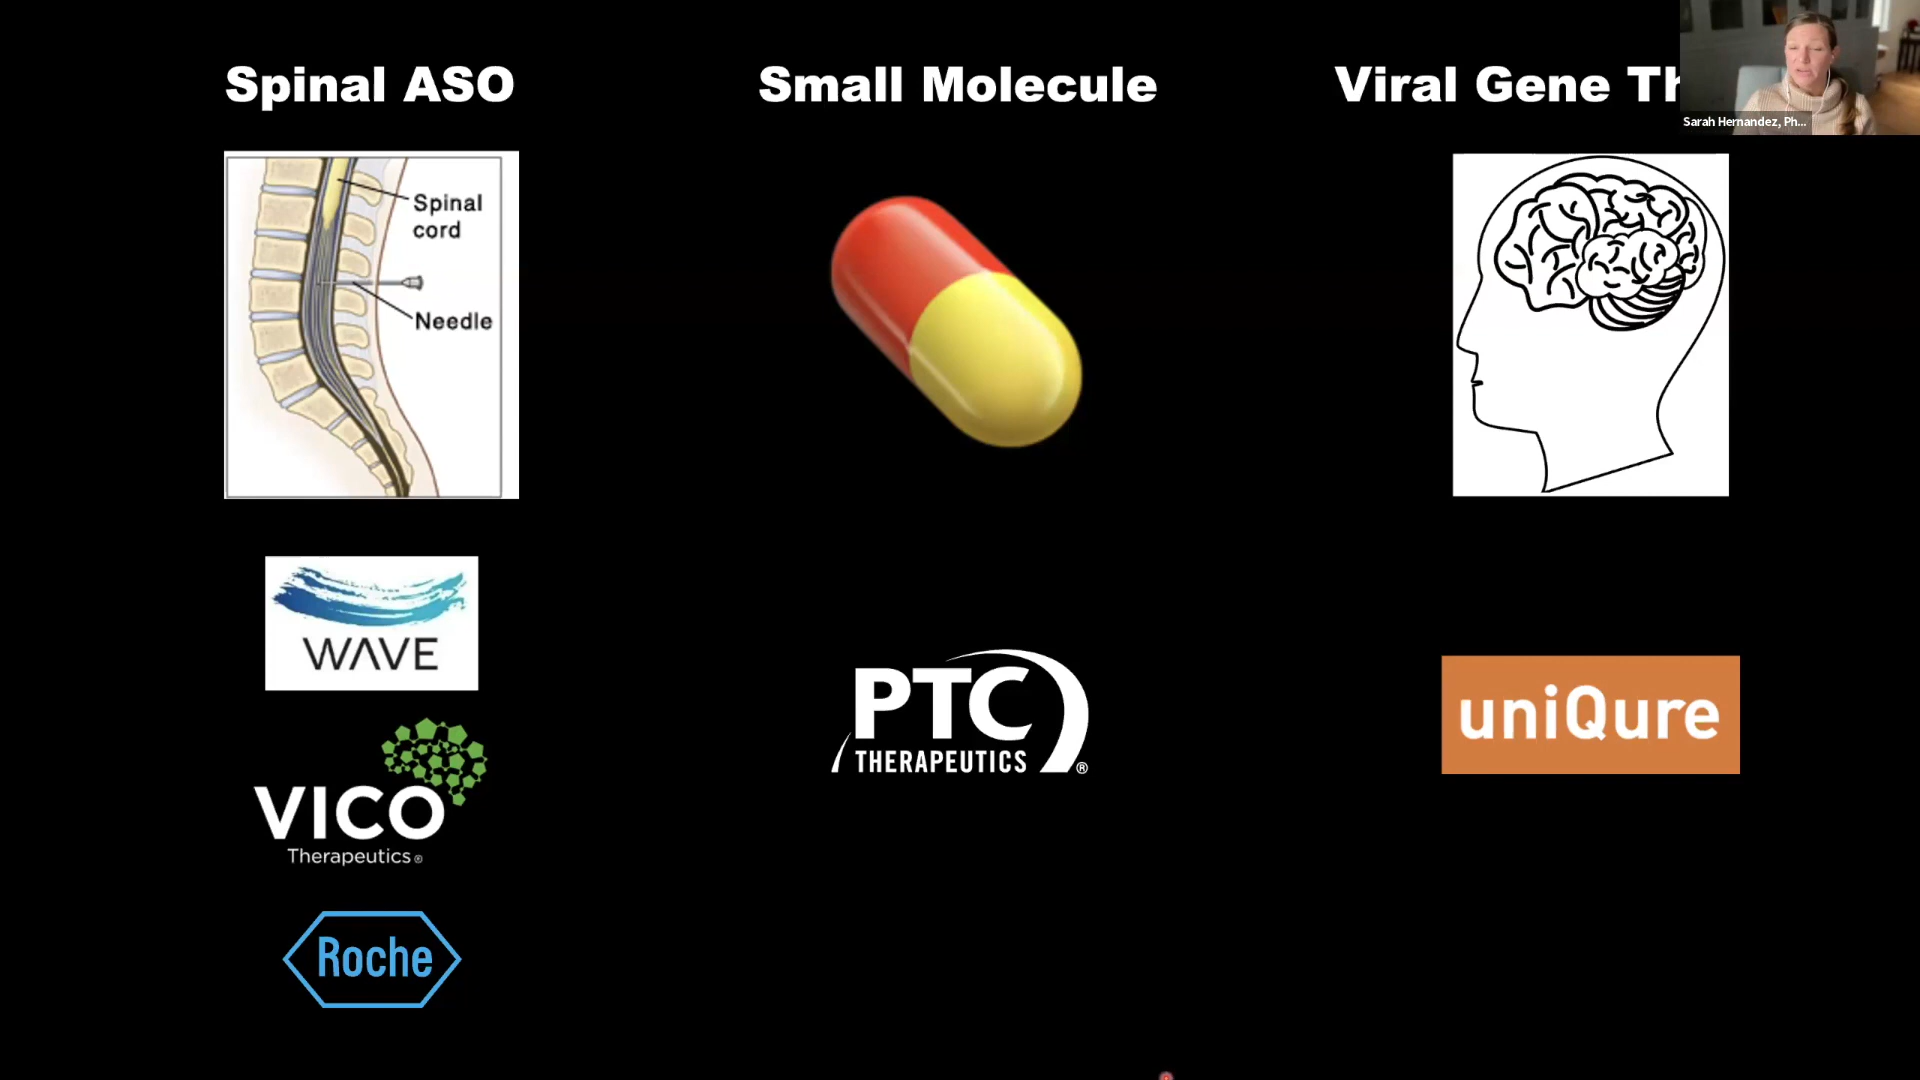 Spinal ASO
Small Molecule
Viral Gene Th
Sarah Hernandez, Ph...
Spinal
cord
Needle
WAVE
VICO
Therapeutics®
Roche
PTC
THERAPEUTICS®
uniQure